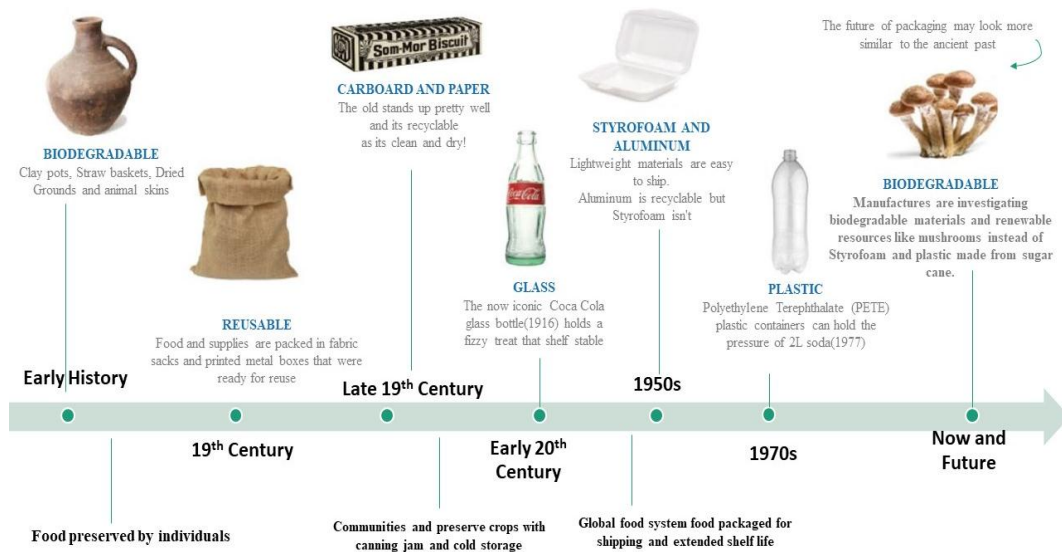 BIODEGRADABLE
Clay pots, Straw baskets, Dried
Grounds and animal skins
Early History
REUSABLE
Food and supplies are packed in fabric
sacks and printed metal boxes that were
ready for reuse
19th Century
Som-Mor Biscuit
CARBOARD AND PAPER
The old stands up pretty well
and its recyclable
as its clean and dry!
Late 19th Century
Coca-Cola
GLASS
The now iconic Coca Cola
glass bottle(1916) holds a
fizzy treat that shelf stable
Early 20th
Century
STYROFOAM AND
ALUMINUM
Lightweight materials are easy
to ship.
Aluminum is recyclable but
Styrofoam isn't
1950s
PLASTIC
Polyethylene Terephthalate (PETE)
plastic containers can hold the
pressure of 2L soda(1977)
1970s
The future of packaging may look more
similar to the ancient past
BIODEGRADABLE
Manufactures are investigating
biodegradable materials and renewable
resources like mushrooms instead of
Styrofoam and plastic made from sugar
cane.
Now and
Future
Food preserved by individuals
Communities and preserve crops with
canning jam and cold storage
Global food system food packaged for
shipping and extended shelf life